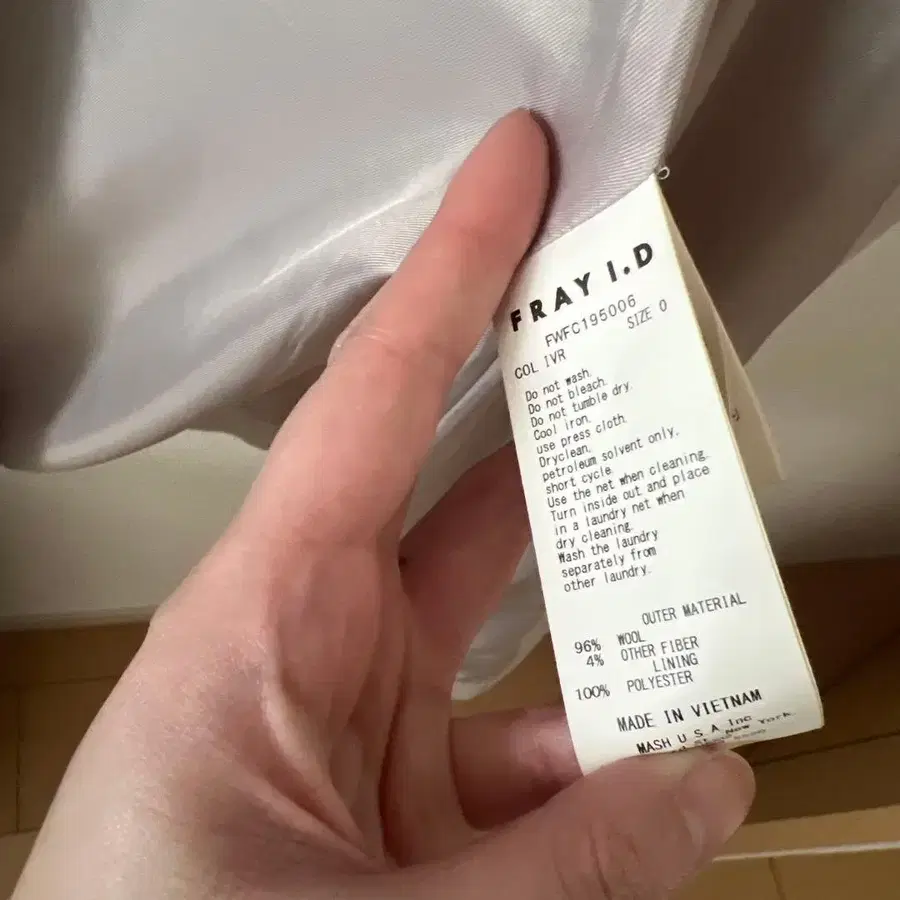 FRAY I.D
FWFC195006
COL IVR SIZE 0
Do not wash.
Do not bleach.
Do not tumble dry.
Cool iron.
use press cloth.
Dryclean.
petroleum solvent only.
short cycle.
Use the net when cleaning.
Turn inside out and place
in a laundry net when
dry cleaning.
Wash the laundry
separately from
other laundry.
OUTER MATERIAL
96% WOOL
4% OTHER FIBER
LINING
100% POLYESTER
MADE IN VIETNAM
MASH U S A Inc
New York.